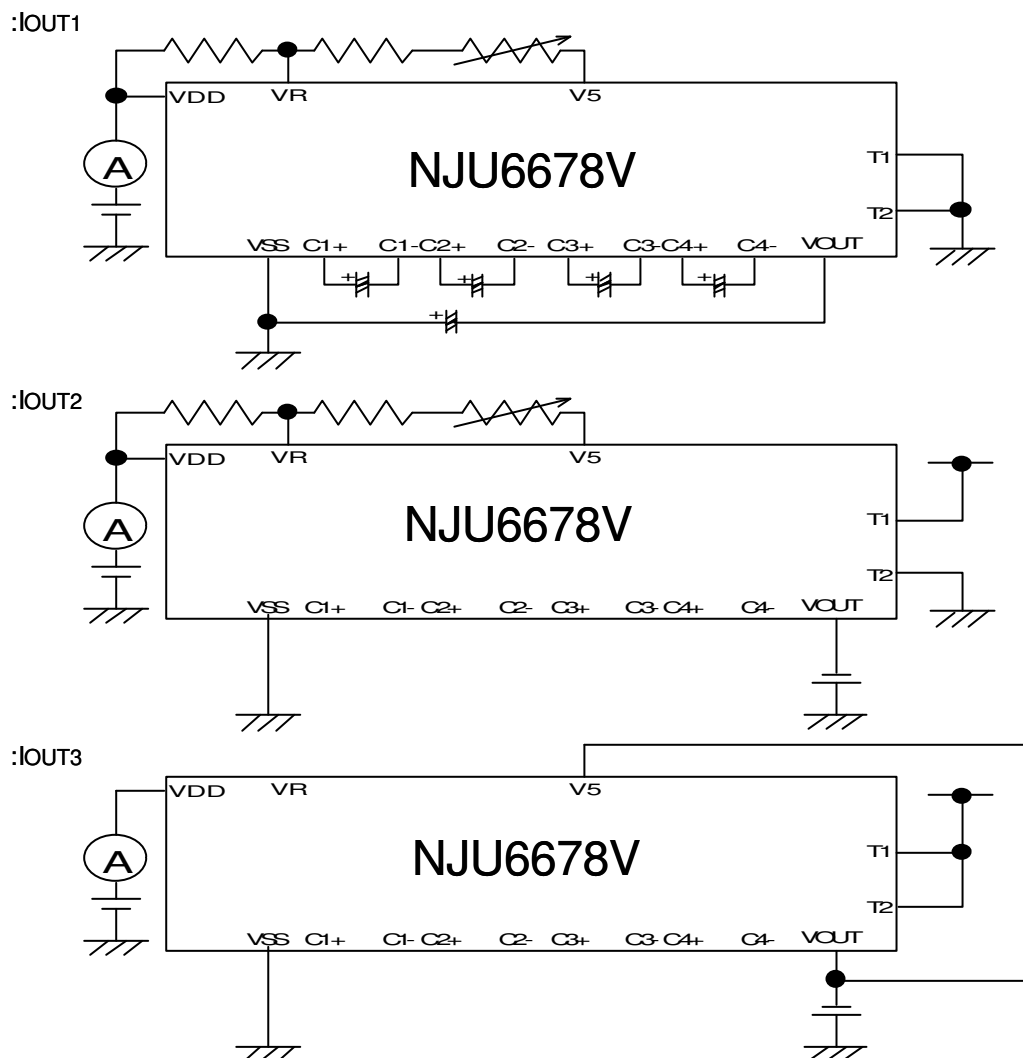 :IOUT1
VDD VR V5
A NJU6678V T1
T2
VSS C1+ C1- C2+ C2- C3+ C3- C4+ C4- VOUT
+ + + +
+
:IOUT2
VDD VR V5
A NJU6678V T1
T2
VSS C1+ C1- C2+ C2- C3+ C3- C4+ C4- VOUT
:IOUT3
VDD VR V5
A NJU6678V T1
T2
VSS C1+ C1- C2+ C2- C3+ C3- C4+ C4- VOUT